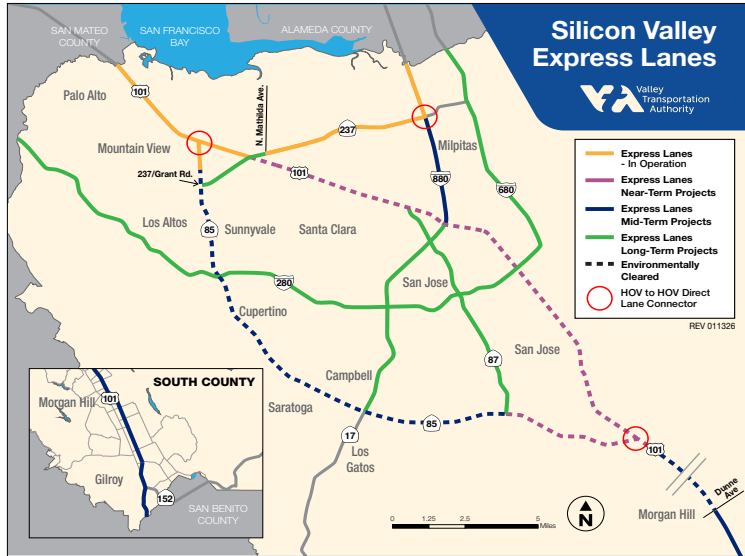 SAN MATEO
COUNTY
SAN FRANCISCO
BAY
ALAMEDA COUNTY
Silicon Valley
Express Lanes
VTA
Valley
Transportation
Authority
Palo Alto
101
N. Mathilda Ave.
237
Mountain View
Milpitas
237/Grant Rd.
101
880
680
Express Lanes
- In Operation
Express Lanes
Near-Term Projects
Express Lanes
Mid-Term Projects
Express Lanes
Long-Term Projects
Environmentally
Cleared
HOV to HOV Direct
Lane Connector
REV 011326
Los Altos
85
Sunnyvale
Santa Clara
280
San Jose
Cupertino
San Jose
87
Campbell
Saratoga
85
17
Los
Gatos
101
Dunne
Ave
Morgan Hill
SOUTH COUNTY
101
Morgan Hill
Gilroy
152
SAN BENITO
COUNTY
0 1.25 2.5 5
Miles
N